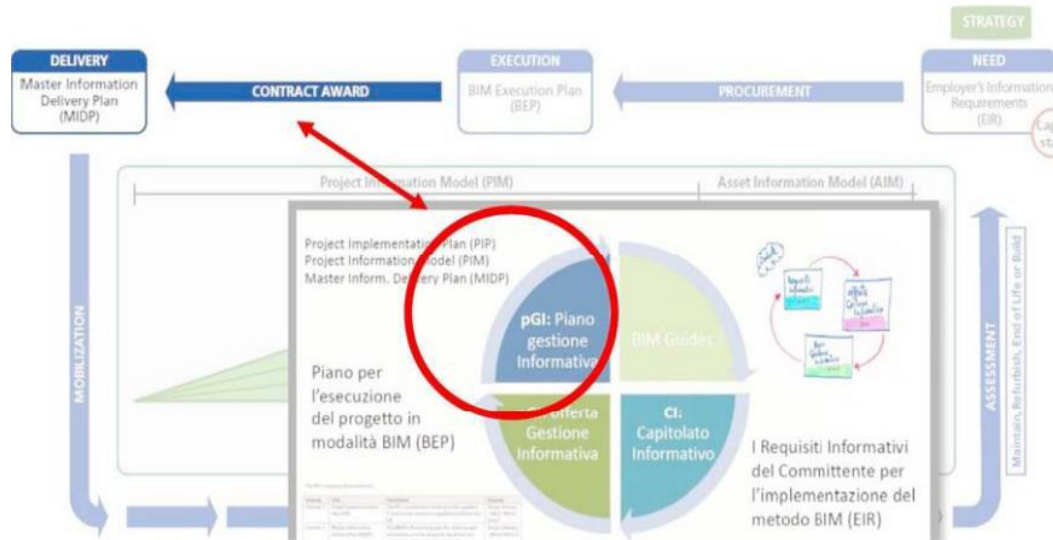 STRATEGY
DELIVERY
Master Information
Delivery Plan
(MIDP)
CONTRACT AWARD
EXECUTION
BIM Execution Plan
(BEP)
PROCUREMENT
NEED
Employer's Information
Requirements
(EIR)
Project Information Model (PIM)
Asset Information Model (AIM)
MOBILIZATION
ASSESSMENT
Maintain, Refurbish, End of Life or Build
Project Implementation Plan (PIP)
Project Information Model (PIM)
Master Inform. Delivery Plan (MIDP)
pGI: Piano
gestione
Informativa
BIM Guides
Piano per
l'esecuzione
del progetto in
modalità BIM (BEP)
offerta
Gestione
Informativa
CI:
Capitolato
Informativo
I Requisiti Informativi
del Committente per
l'implementazione del
metodo BIM (EIR)